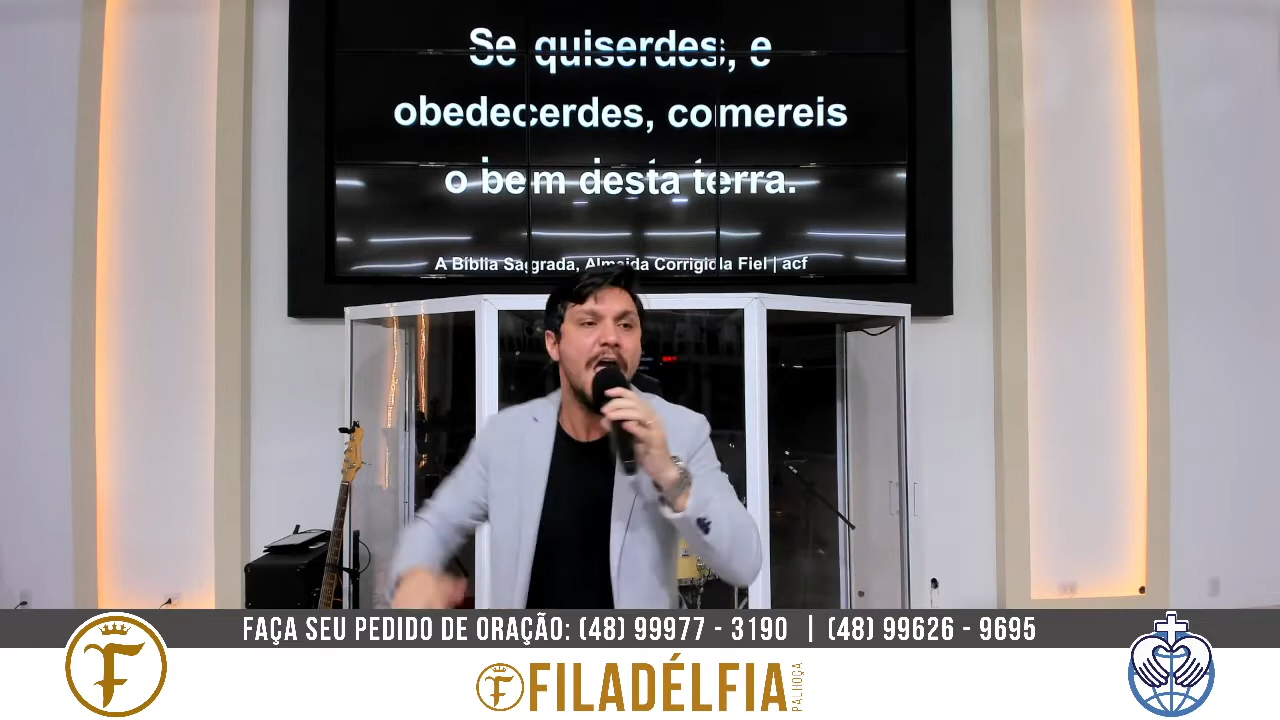 Se quiserdes, e
obedecerdes, comereis
o bem desta terra.
A Bíblia Sagrada, Almeida Corrigida Fiel | acf
FAÇA SEU PEDIDO DE ORAÇÃO: (48) 99977 - 3190 | (48) 99626 - 9695
F
F FILADÉLFIA PALHOÇA